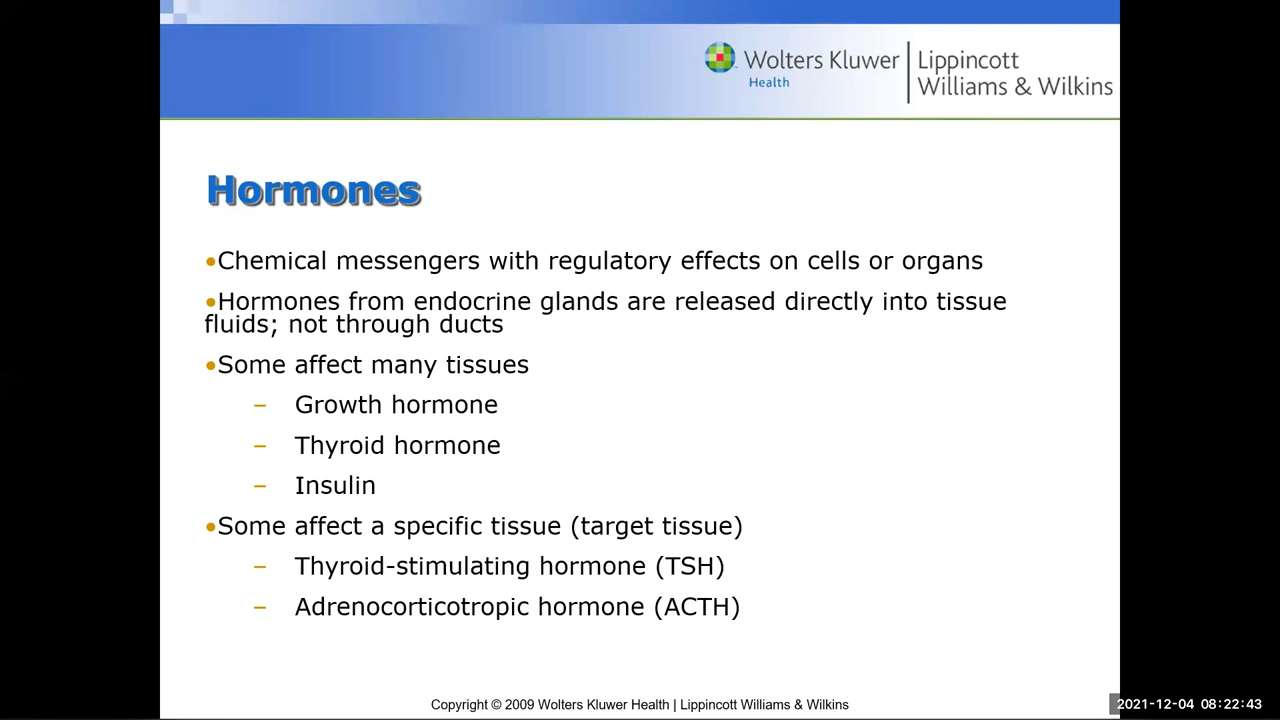 Wolters Kluwer
Health
Lippincott
Williams & Wilkins
Hormones
•Chemical messengers with regulatory effects on cells or organs
•Hormones from endocrine glands are released directly into tissue
fluids; not through ducts
•Some affect many tissues
– Growth hormone
– Thyroid hormone
– Insulin
•Some affect a specific tissue (target tissue)
– Thyroid-stimulating hormone (TSH)
– Adrenocorticotropic hormone (ACTH)
Copyright © 2009 Wolters Kluwer Health | Lippincott Williams & Wilkins
2021-12-04 08:22:43